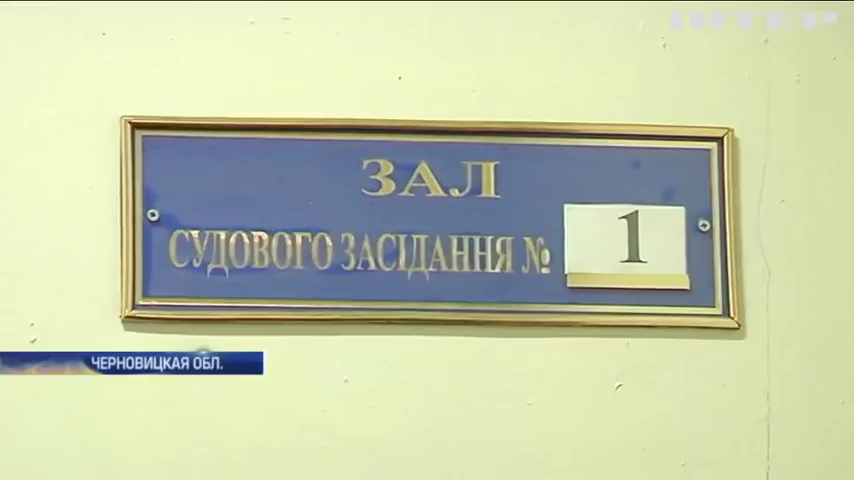 ІНТЕР
ЗАЛ
СУДОВОГО ЗАСІДАННЯ № 1
ЧЕРНОВИЦКАЯ ОБЛ.